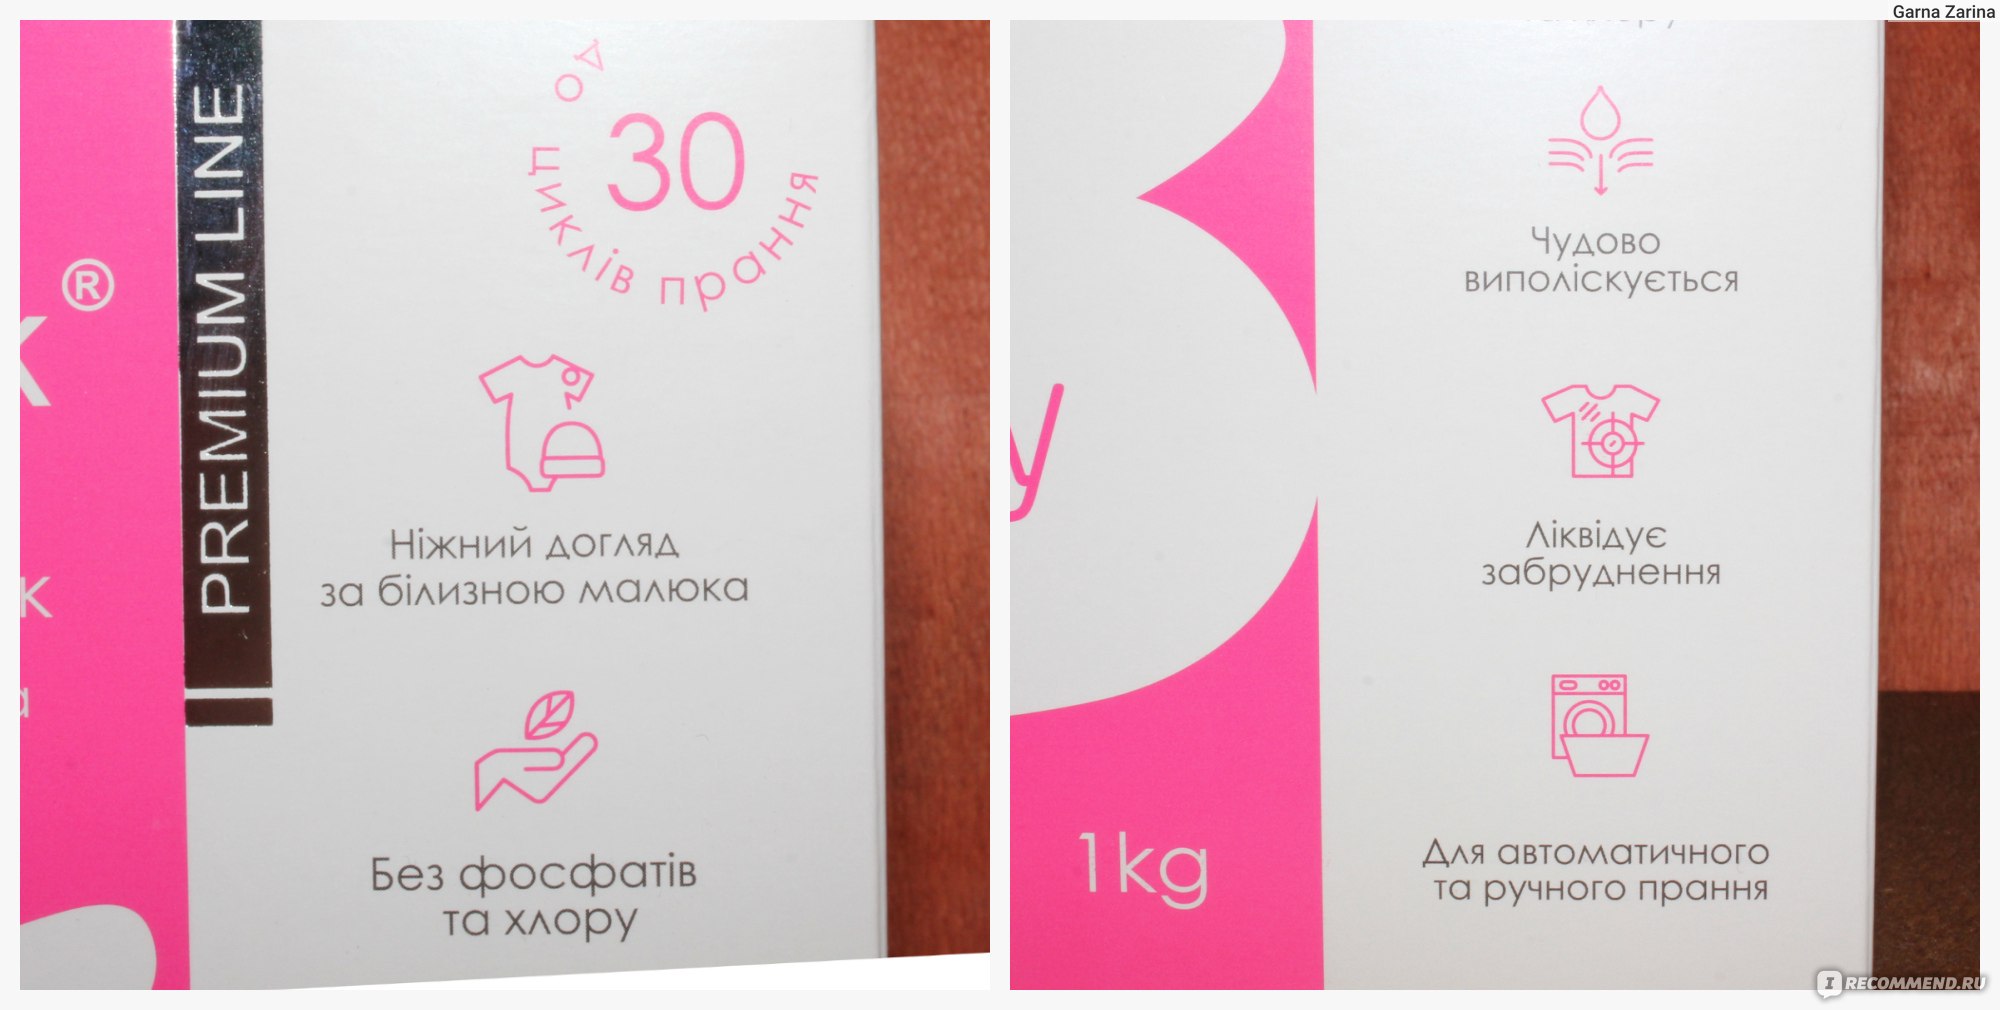 Garna Zarina
до
30
циклів прання
PREMIUM LINE
®
к
к
а
Ніжний догляд
за білизною малюка
Без фосфатів
та хлору
Чудово
виполіскується
y
Ліквідує
забруднення
1kg
Для автоматичного
та ручного прання
IRECOMMEND.RU